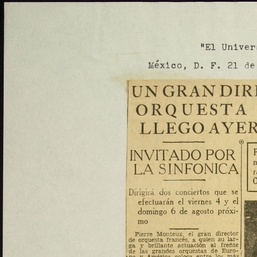 "El Univer
México, D. F. 21 de
UN GRAN DIRE
ORQUESTA
LLEGO AYER
INVITADO POR
LA SINFONICA
Dirigirá dos conciertos que se
efectuarán el viernes 4 y el
domingo 6 de agosto próxi-
mo
Pierre Monteux, el gran director
de orquesta francés, a quien su lar-
ga y brillante actuación al frente
de las grandes orquestas de Euro-